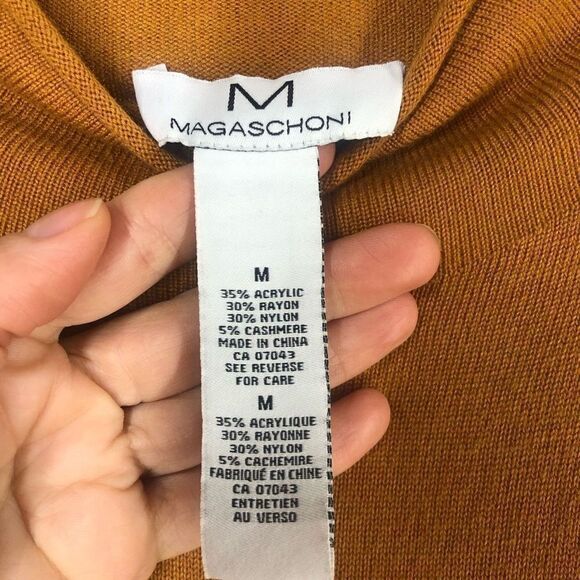 M
MAGASCHONI
M
35% ACRYLIC
30% RAYON
30% NYLON
5% CASHMERE
MADE IN CHINA
CA 07043
SEE REVERSE
FOR CARE
M
35% ACRYLIQUE
30% RAYONNE
30% NYLON
5% CACHEMIRE
FABRIQUÉ EN CHINE
CA 07043
ENTRETIEN
AU VERSO